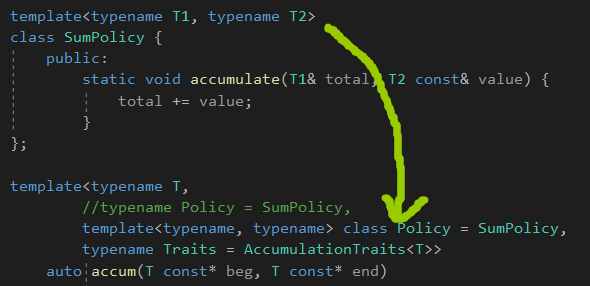 template<typename T1, typename T2>
class SumPolicy {
    public:
        static void accumulate(T1& total, T2 const& value) {
            total += value;
        }
};

template<typename T,
        //typename Policy = SumPolicy,
        template<typename, typename> class Policy = SumPolicy,
        typename Traits = AccumulationTraits<T>>
    auto accum(T const* beg, T const* end)